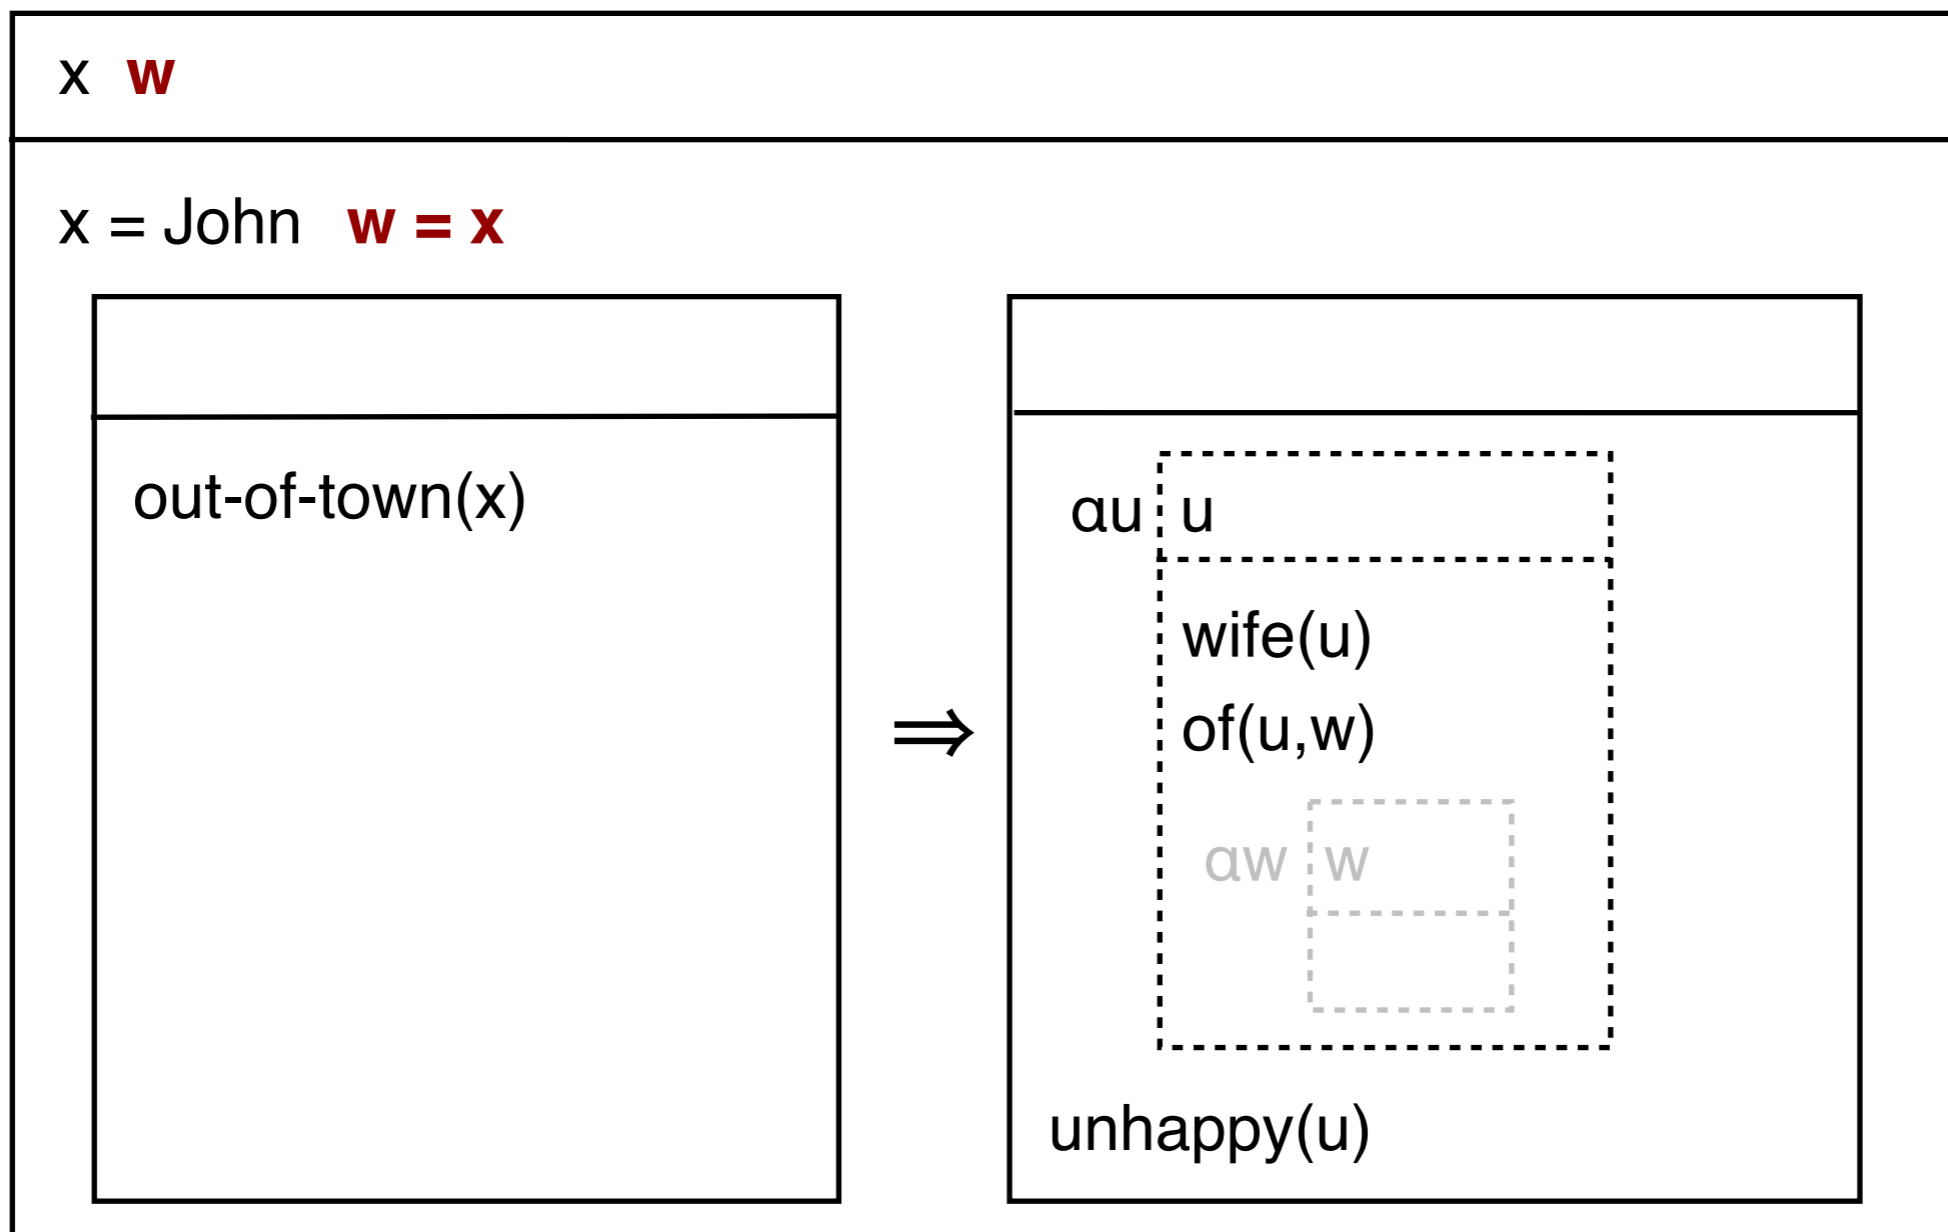 x w
x = John w = x
out-of-town(x)
⇒
αu u
wife(u)
of(u,w)
αw w
unhappy(u)